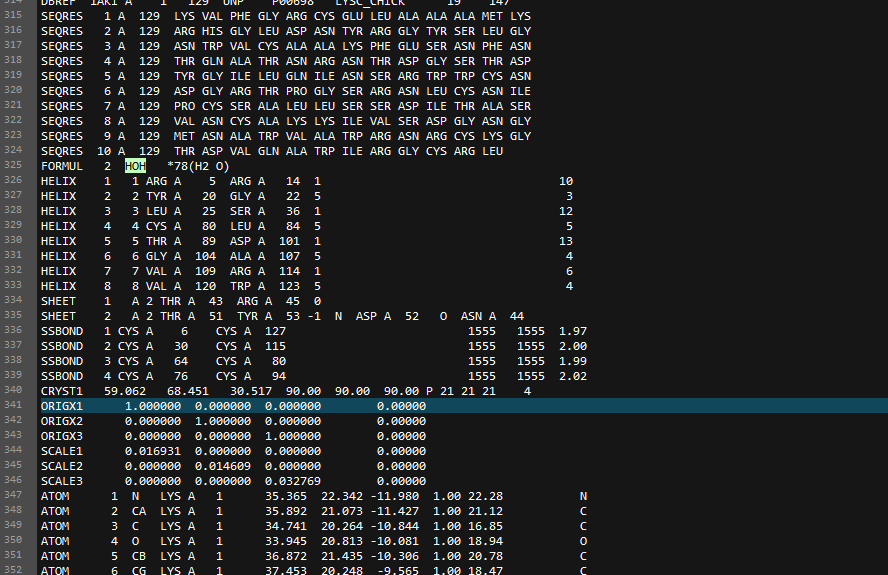 314 DBREF  1AKI A    1   129  UNP    P00698   LYSC_CHICK      19    147
315 SEQRES   1 A  129  LYS VAL PHE GLY ARG CYS GLU LEU ALA ALA ALA MET LYS
316 SEQRES   2 A  129  ARG HIS GLY LEU ASP ASN TYR ARG GLY TYR SER LEU GLY
317 SEQRES   3 A  129  ASN TRP VAL CYS ALA ALA LYS PHE GLU SER ASN PHE ASN
318 SEQRES   4 A  129  THR GLN ALA THR ASN ARG ASN THR ASP GLY SER THR ASP
319 SEQRES   5 A  129  TYR GLY ILE LEU GLN ILE ASN SER ARG TRP TRP CYS ASN
320 SEQRES   6 A  129  ASP GLY ARG THR PRO GLY SER ARG ASN LEU CYS ASN ILE
321 SEQRES   7 A  129  PRO CYS SER ALA LEU LEU SER SER ASP ILE THR ALA SER
322 SEQRES   8 A  129  VAL ASN CYS ALA LYS LYS ILE VAL SER ASP GLY ASN GLY
323 SEQRES   9 A  129  MET ASN ALA TRP VAL ALA TRP ARG ASN ARG CYS LYS GLY
324 SEQRES  10 A  129  THR ASP VAL GLN ALA TRP ILE ARG GLY CYS ARG LEU
325 FORMUL   2  HOH   *78(H2 O)
326 HELIX    1   1 ARG A    5  ARG A   14  1                                  10
327 HELIX    2   2 TYR A   20  GLY A   22  5                                   3
328 HELIX    3   3 LEU A   25  SER A   36  1                                  12
329 HELIX    4   4 CYS A   80  LEU A   84  5                                   5
330 HELIX    5   5 THR A   89  ASP A  101  1                                  13
331 HELIX    6   6 GLY A  104  ALA A  107  5                                   4
332 HELIX    7   7 VAL A  109  ARG A  114  1                                   6
333 HELIX    8   8 VAL A  120  TRP A  123  5                                   4
334 SHEET    1   A 2 THR A  43  ARG A  45  0
335 SHEET    2   A 2 THR A  51  TYR A  53 -1  N  ASP A  52   O  ASN A  44
336 SSBOND   1 CYS A    6    CYS A  127                          1555   1555  1.97
337 SSBOND   2 CYS A   30    CYS A  115                          1555   1555  2.00
338 SSBOND   3 CYS A   64    CYS A   80                          1555   1555  1.99
339 SSBOND   4 CYS A   76    CYS A   94                          1555   1555  2.02
340 CRYST1   59.062   68.451   30.517  90.00  90.00  90.00 P 21 21 21    4
341 ORIGX1      1.000000  0.000000  0.000000        0.00000
342 ORIGX2      0.000000  1.000000  0.000000        0.00000
343 ORIGX3      0.000000  0.000000  1.000000        0.00000
344 SCALE1      0.016931  0.000000  0.000000        0.00000
345 SCALE2      0.000000  0.014609  0.000000        0.00000
346 SCALE3      0.000000  0.000000  0.032769        0.00000
347 ATOM      1  N   LYS A   1      35.365  22.342 -11.980  1.00 22.28           N
348 ATOM      2  CA  LYS A   1      35.892  21.073 -11.427  1.00 21.12           C
349 ATOM      3  C   LYS A   1      34.741  20.264 -10.844  1.00 16.85           C
350 ATOM      4  O   LYS A   1      33.945  20.813 -10.081  1.00 18.94           O
351 ATOM      5  CB  LYS A   1      36.872  21.435 -10.306  1.00 20.78           C
352 ATOM      6  CG  LYS A   1      37.453  20.248  -9.565  1.00 18.47           C